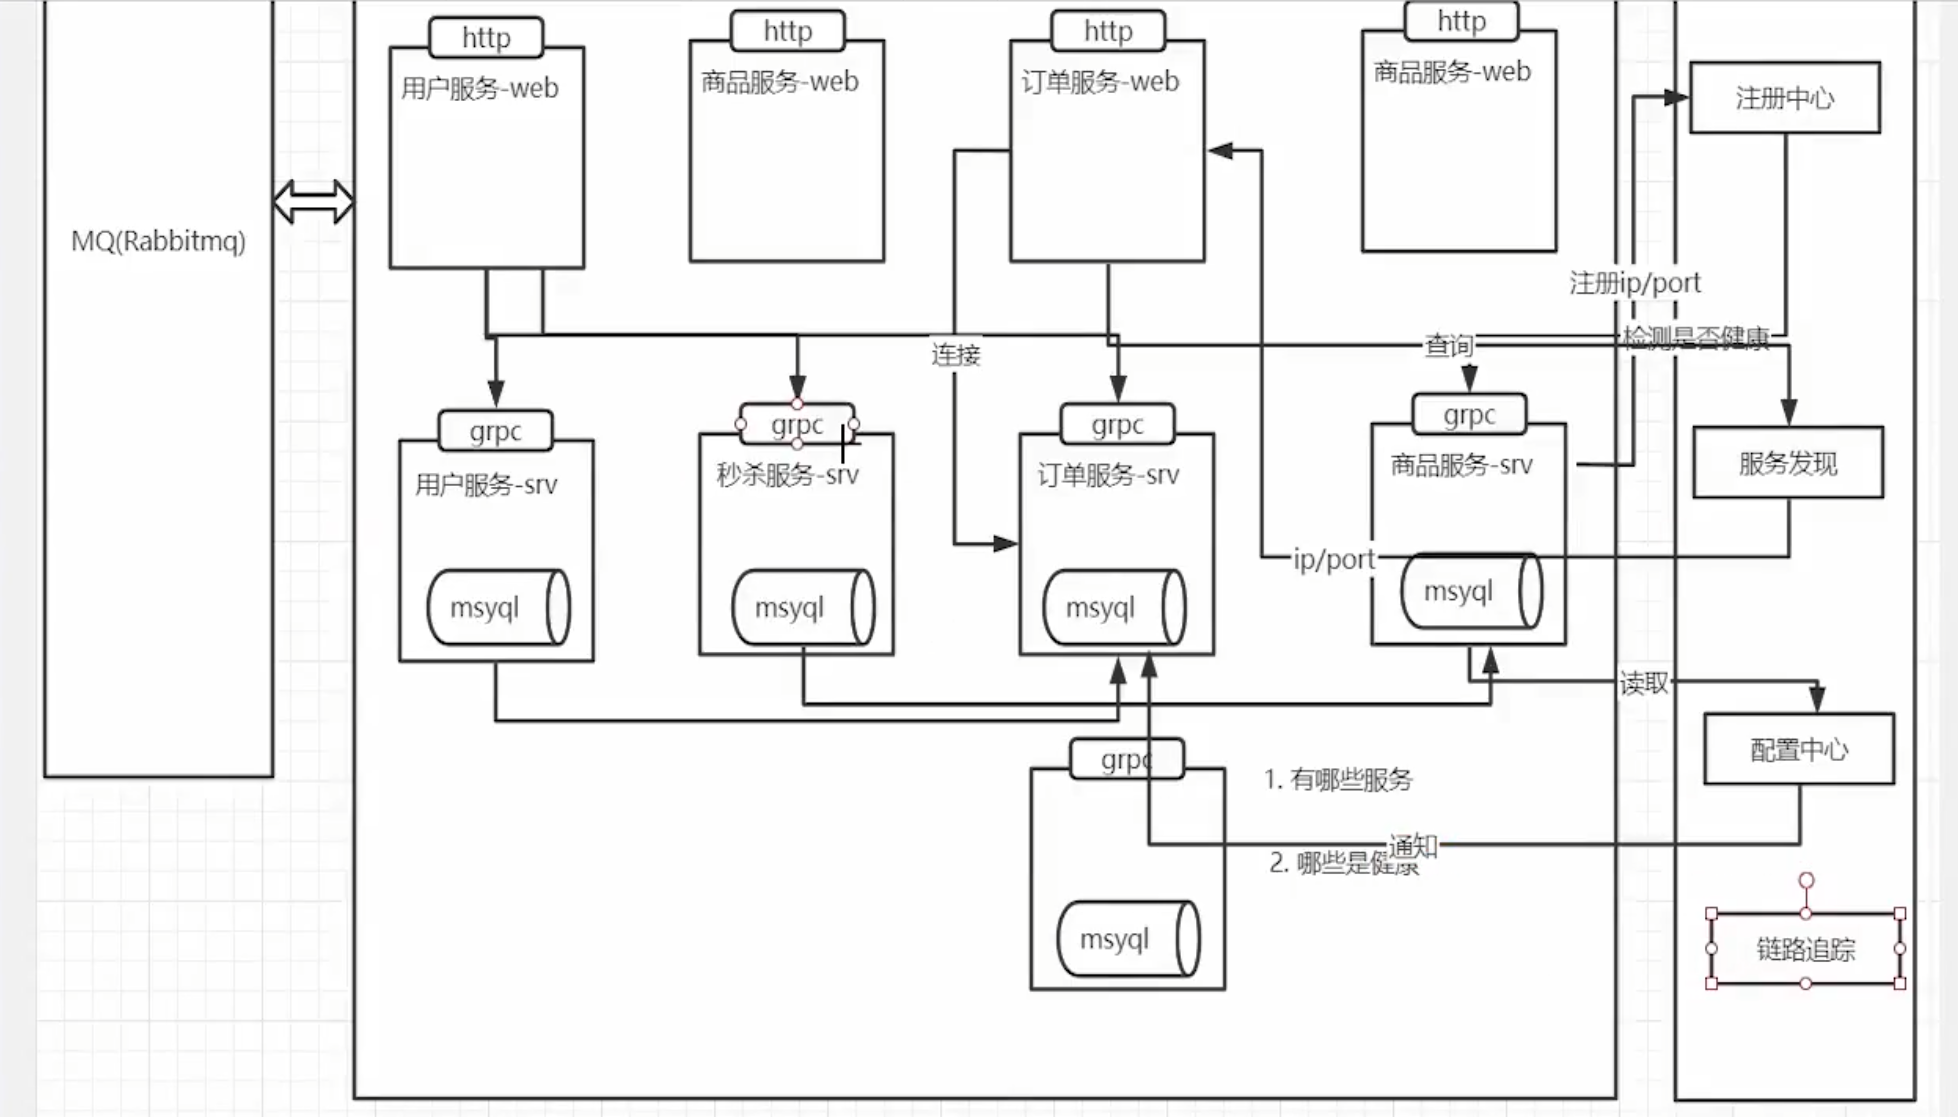 http
http
http
http
用户服务-web
商品服务-web
订单服务-web
商品服务-web
注册中心
MQ(Rabbitmq)
注册ip/port
连接
查询
检测是否健康
grpc
grpc
grpc
grpc
用户服务-srv
秒杀服务-srv
订单服务-srv
商品服务-srv
服务发现
ip/port
msyql
msyql
msyql
msyql
读取
配置中心
grpc
1. 有哪些服务
通知
2. 哪些是健康
msyql
链路追踪